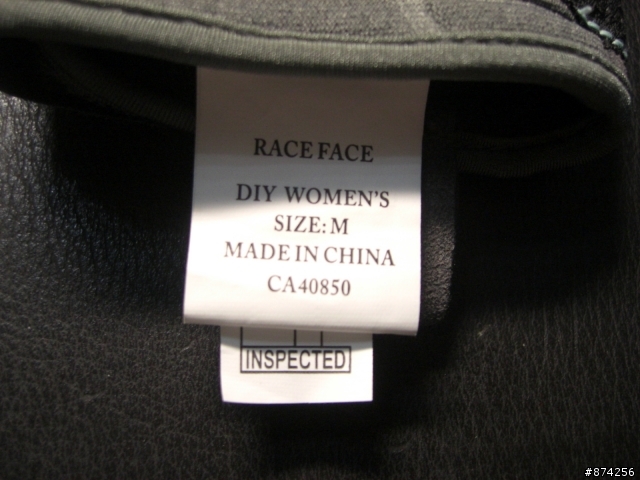 RACE FACE
DIY WOMEN'S
SIZE: M
MADE IN CHINA
CA40850
INSPECTED
#874256